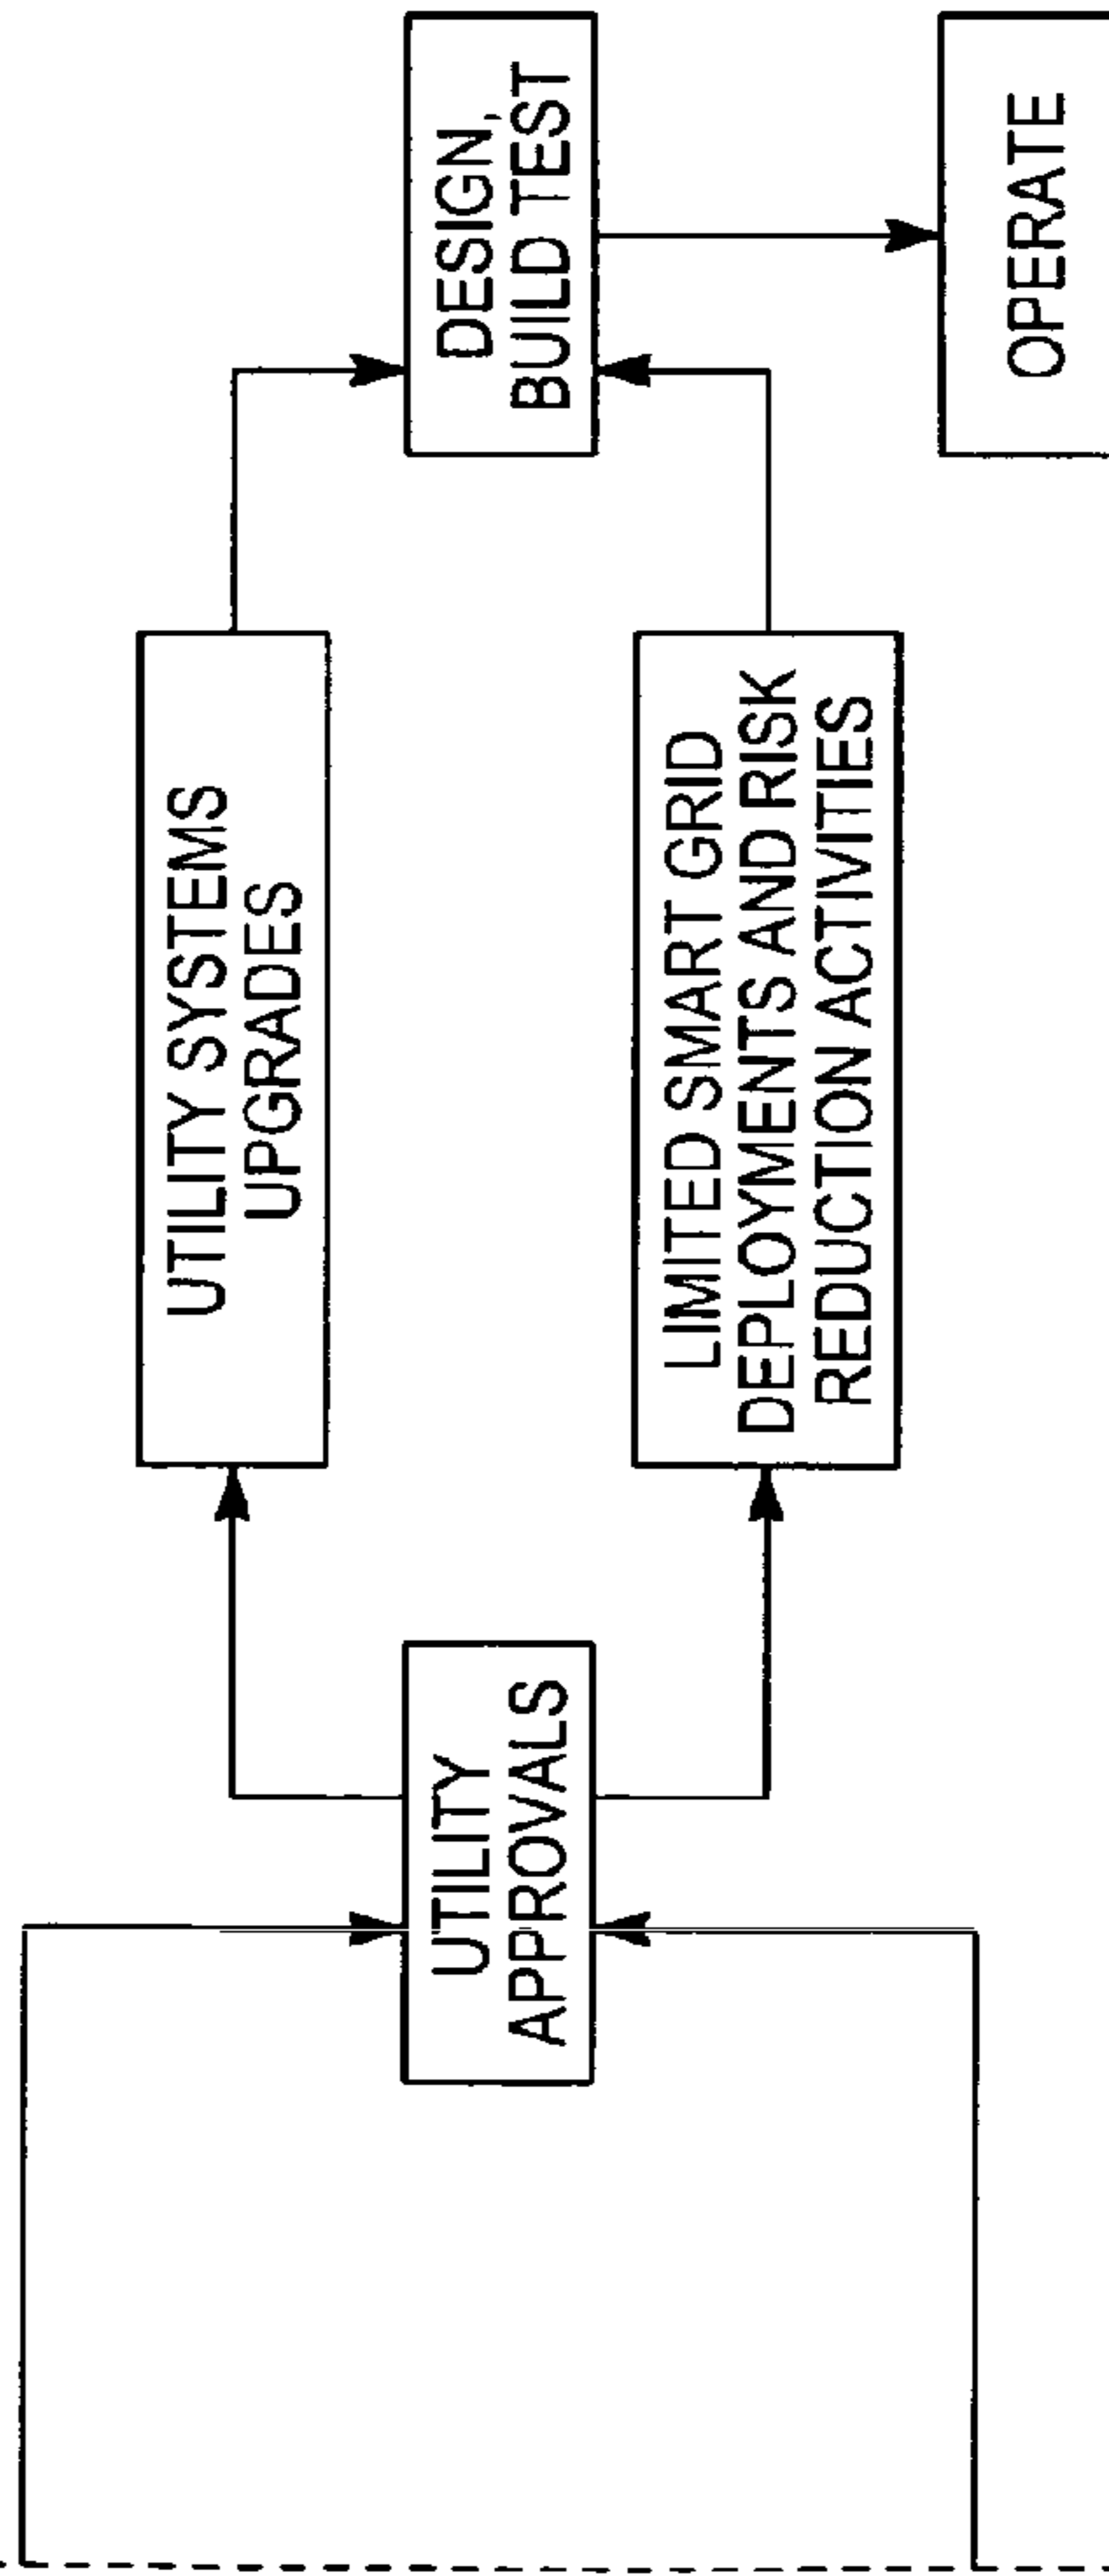 UTILITY
APPROVALS
UTILITY SYSTEMS
UPGRADES
LIMITED SMART GRID
DEPLOYMENTS AND RISK
REDUCTION ACTIVITIES
DESIGN,
BUILD TEST
OPERATE